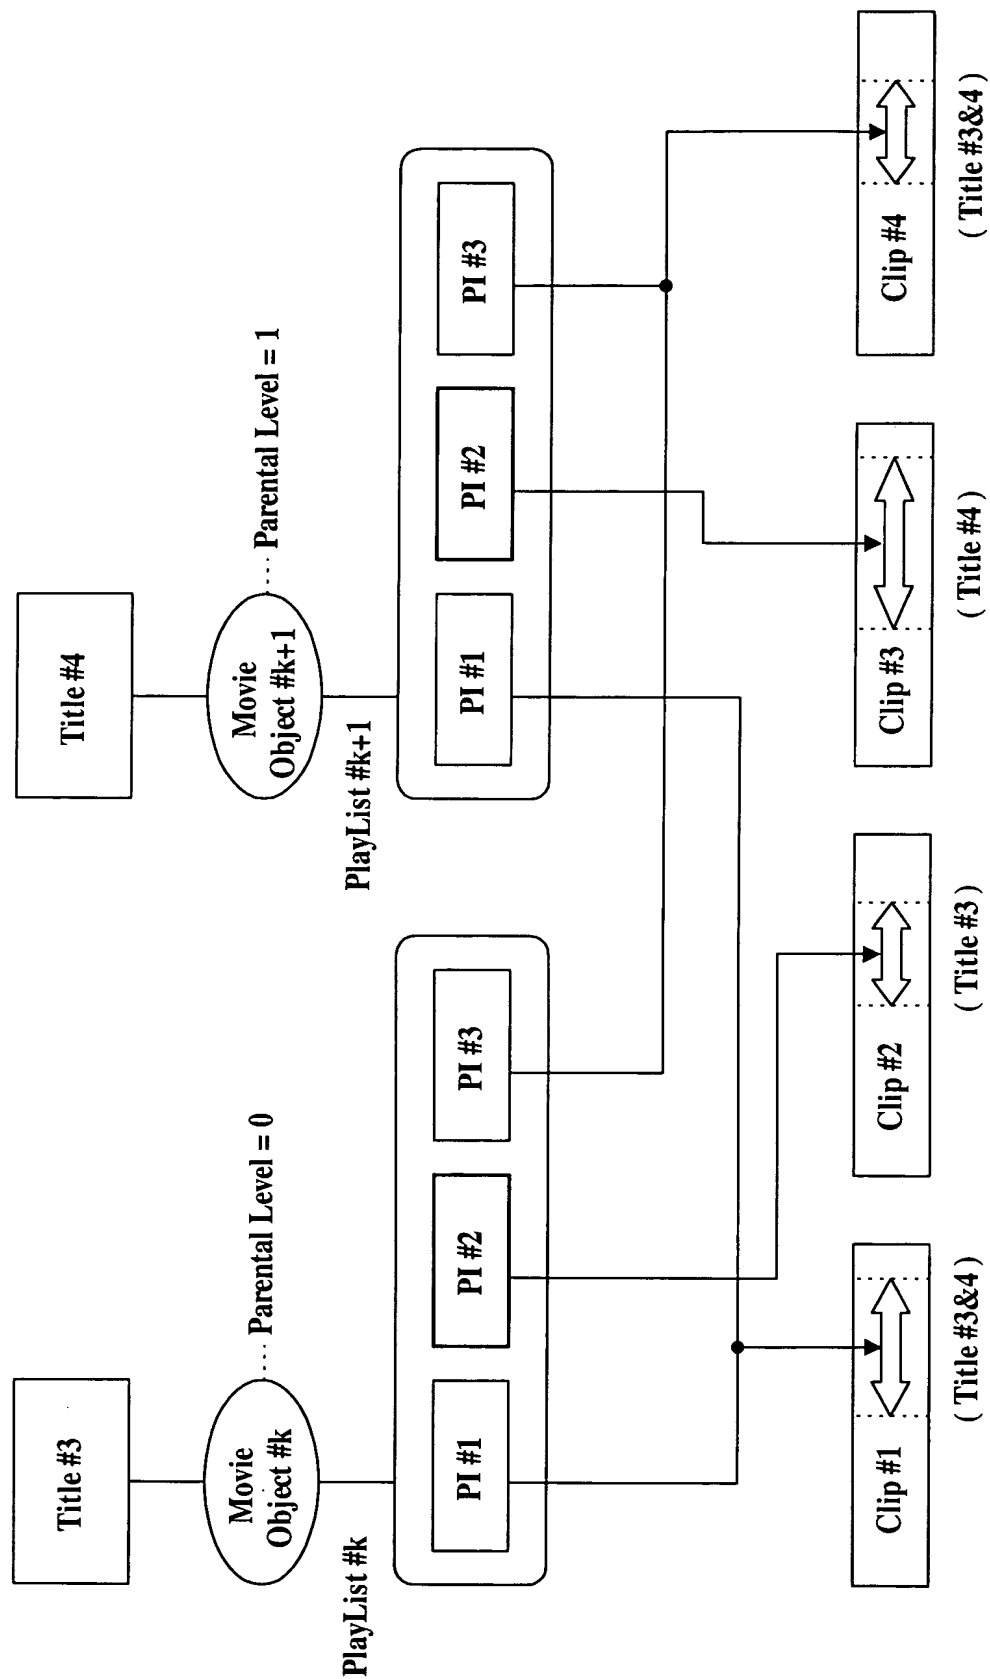 Title #3
Title #4
Movie
Object #k
Parental Level = 0
Movie
Object #k+1
Parental Level = 1
PlayList #k
PlayList #k+1
PI #1
PI #2
PI #3
PI #1
PI #2
PI #3
Clip #1
Clip #2
Clip #3
Clip #4
( Title #3&4 )
( Title #3 )
( Title #4 )
( Title #3&4 )